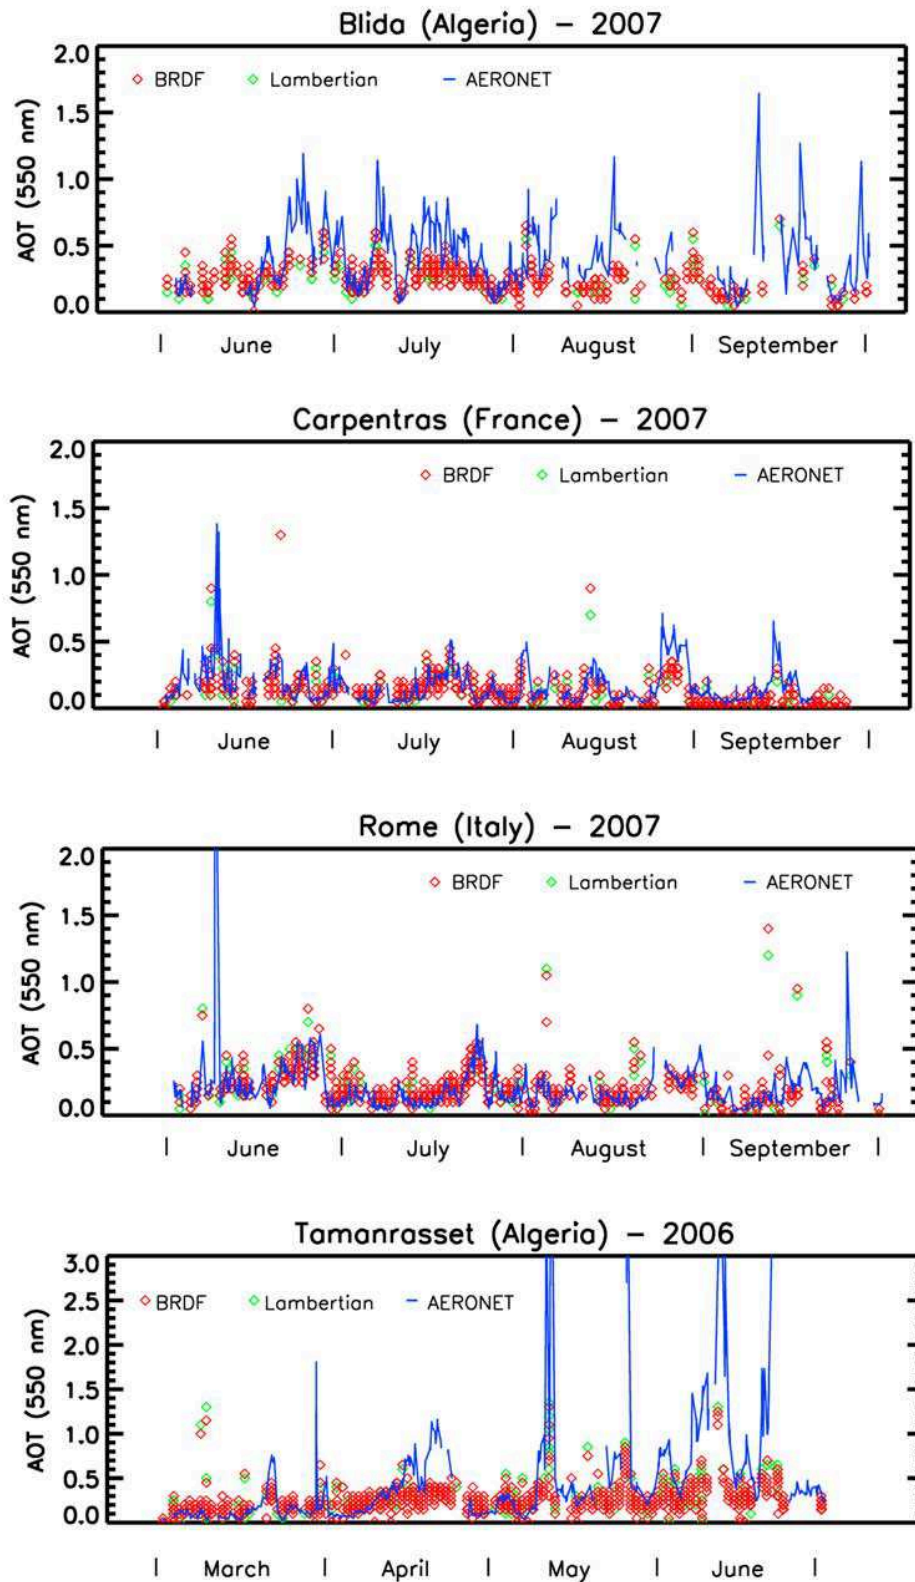 Blida (Algeria) – 2007
2.0
BRDF Lambertian AERONET
1.5
1.0
0.5
0.0
AOT (550 nm)
June July August September
Carpentras (France) – 2007
2.0
BRDF Lambertian AERONET
1.5
1.0
0.5
0.0
AOT (550 nm)
June July August September
Rome (Italy) – 2007
2.0
BRDF Lambertian AERONET
1.5
1.0
0.5
0.0
AOT (550 nm)
June July August September
Tamanrasset (Algeria) – 2006
3.0
2.5
BRDF Lambertian AERONET
2.0
1.5
1.0
0.5
0.0
AOT (550 nm)
March April May June